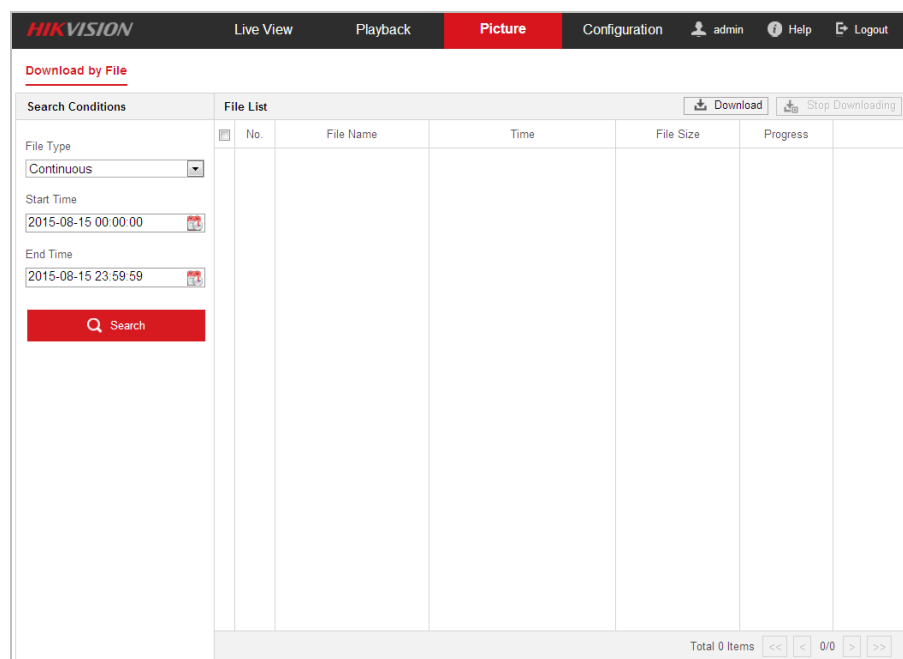 HIKVISION Live View Playback Picture Configuration admin Help Logout
Download by File
Search Conditions
File Type
Continuous
Start Time
2015-08-15 00:00:00
End Time
2015-08-15 23:59:59
Search
File List Download Stop Downloading
No. File Name Time File Size Progress
Total 0 Items << < 0/0 > >>